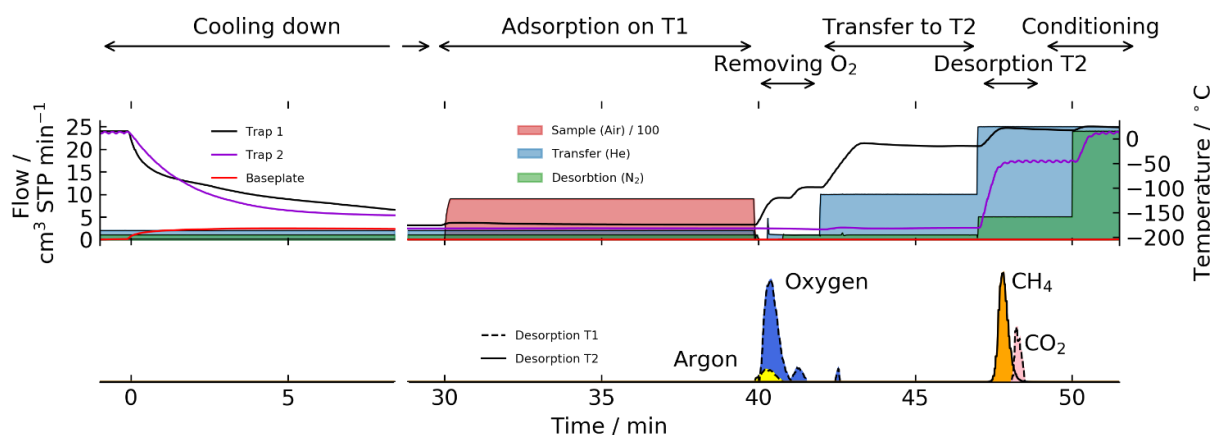 Cooling down
Adsorption on T1
Transfer to T2
Conditioning
Removing O₂
Desorption T2
Flow /
cm³ STP min⁻¹
25
20
15
10
5
0
Trap 1
Trap 2
Baseplate
Sample (Air) / 100
Transfer (He)
Desorbtion (N₂)
0
−50
−100
−150
−200
Temperature / °C
Oxygen
CH₄
Argon
CO₂
Desorption T1
Desorption T2
0
5
30
35
40
45
50
Time / min